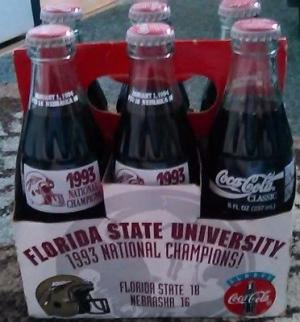 JANUARY 1, 1994
FSU 18 NEBRASKA 16
JANUARY 1, 1994
FSU 18 NEBRASKA 16
1993
NATIONAL
CHAMPIONS
1993
Coca-Cola
CLASSIC
8 FL OZ (237 mL)
FLORIDA STATE UNIVERSITY
1993 NATIONAL CHAMPIONS!
FLORIDA STATE 18
NEBRASKA 16
ALWAYS
Coca-Cola